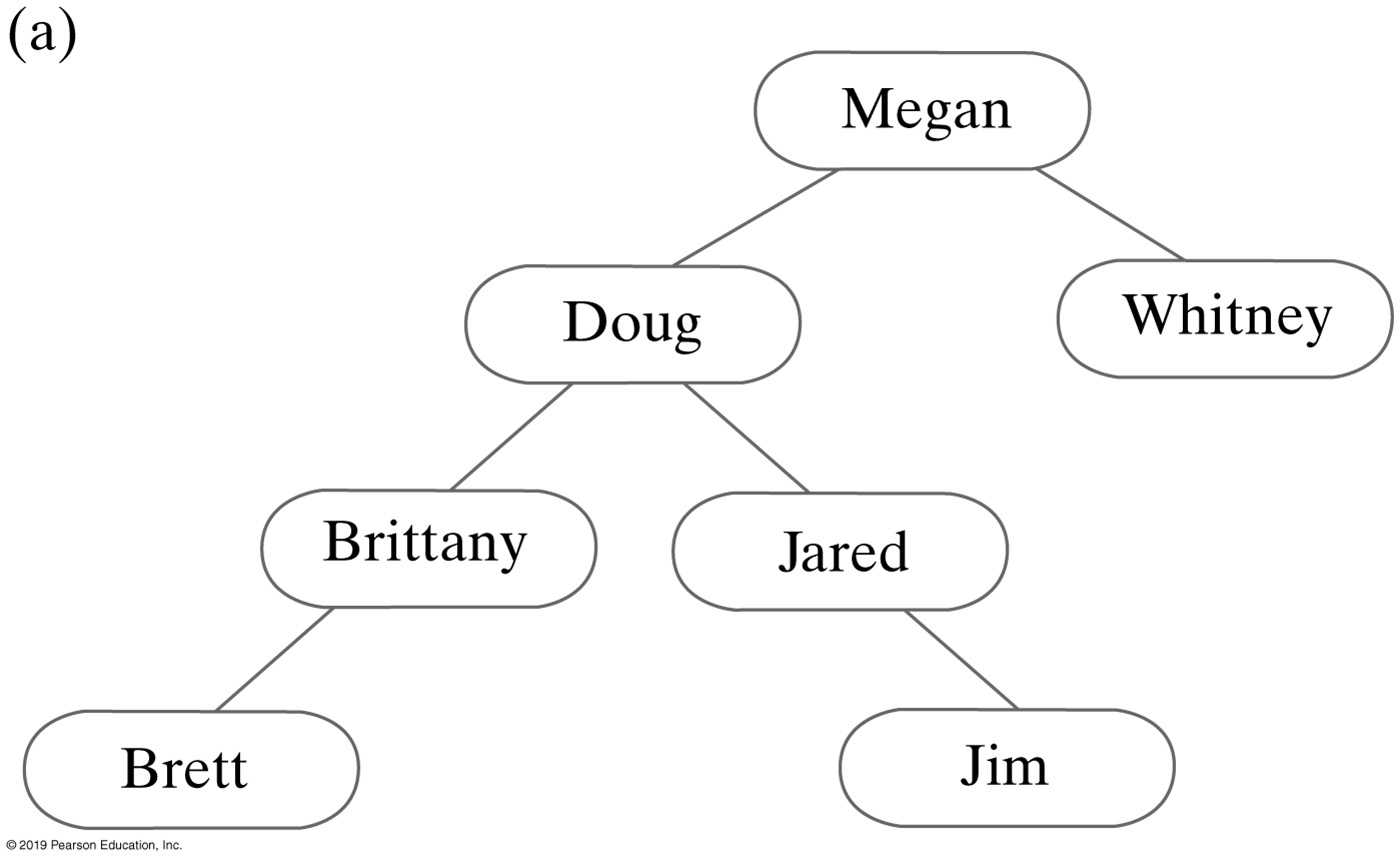 (a)
Megan
Doug
Whitney
Brittany
Jared
Brett
Jim
© 2019 Pearson Education, Inc.